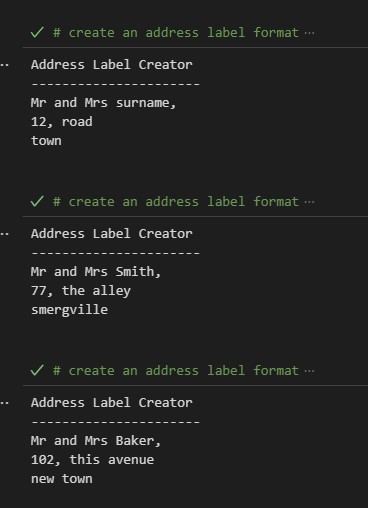 # create an address label format ···
Address Label Creator
----------------------
Mr and Mrs surname,
12, road
town
# create an address label format ···
Address Label Creator
----------------------
Mr and Mrs Smith,
77, the alley
smergville
# create an address label format ···
Address Label Creator
----------------------
Mr and Mrs Baker,
102, this avenue
new town